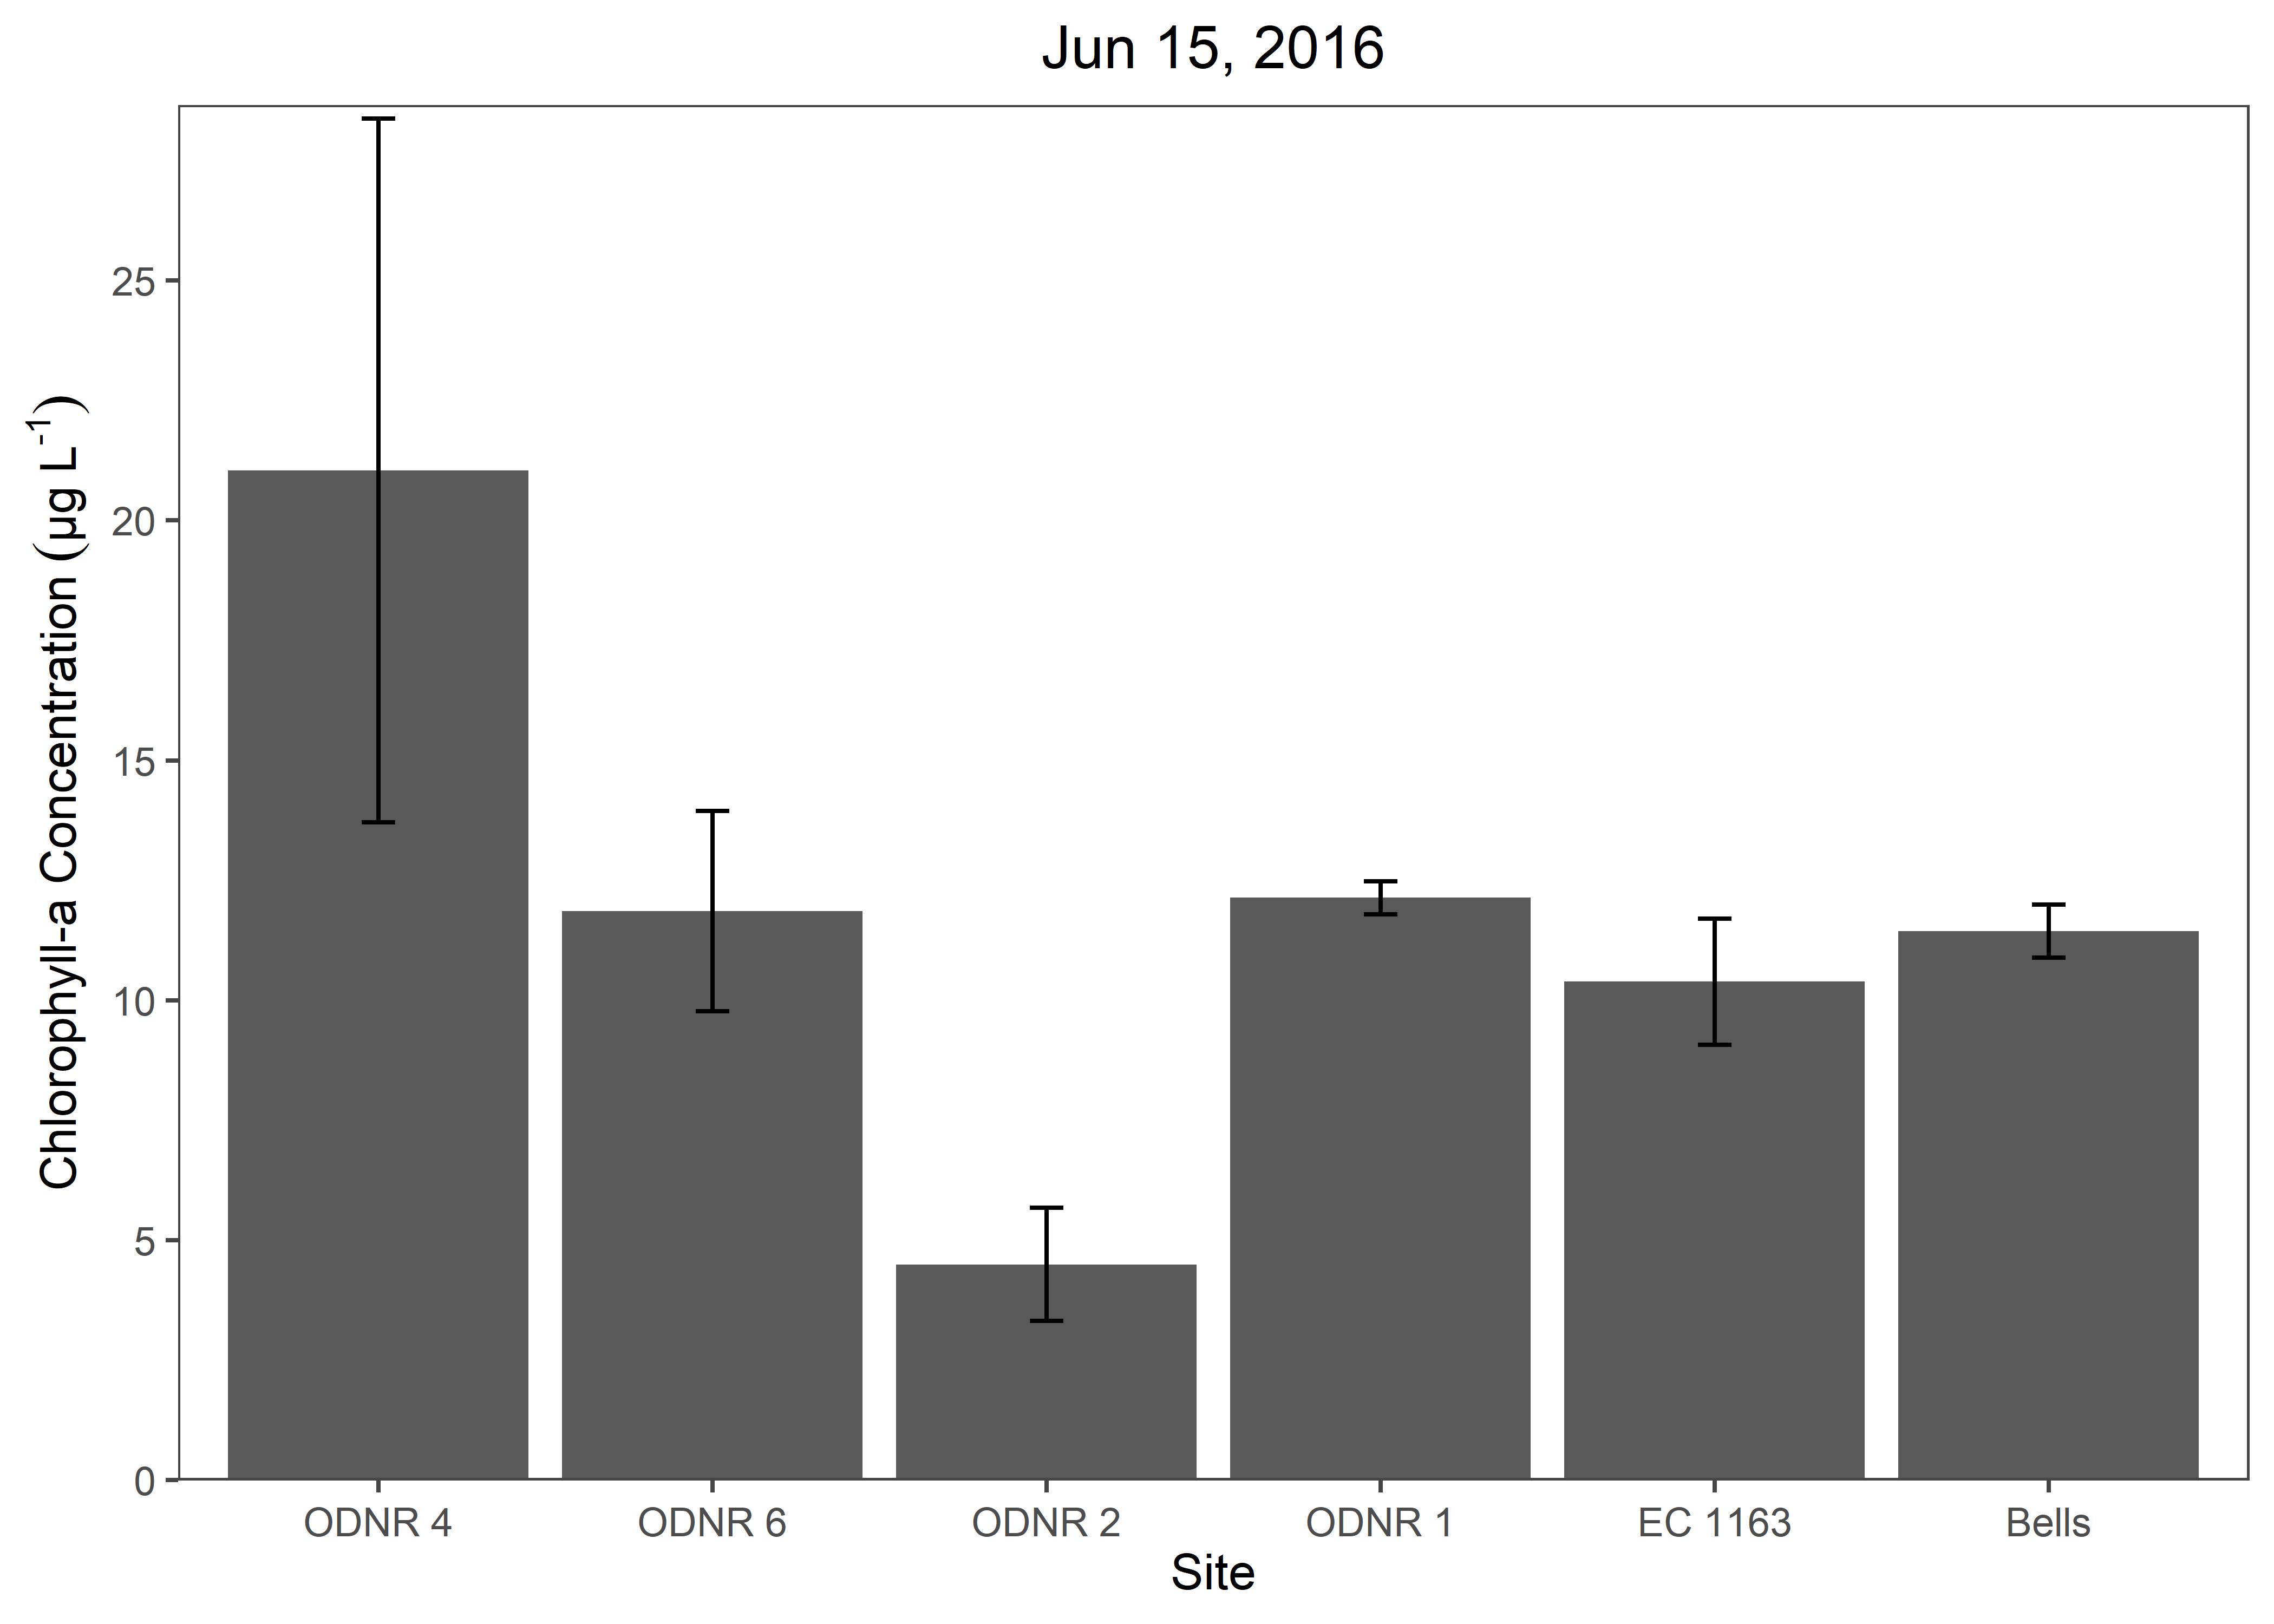 Jun 15, 2016
Chlorophyll-a Concentration (µg L⁻¹)
25
20
15
10
5
0
ODNR 4 ODNR 6 ODNR 2 ODNR 1 EC 1163 Bells
Site